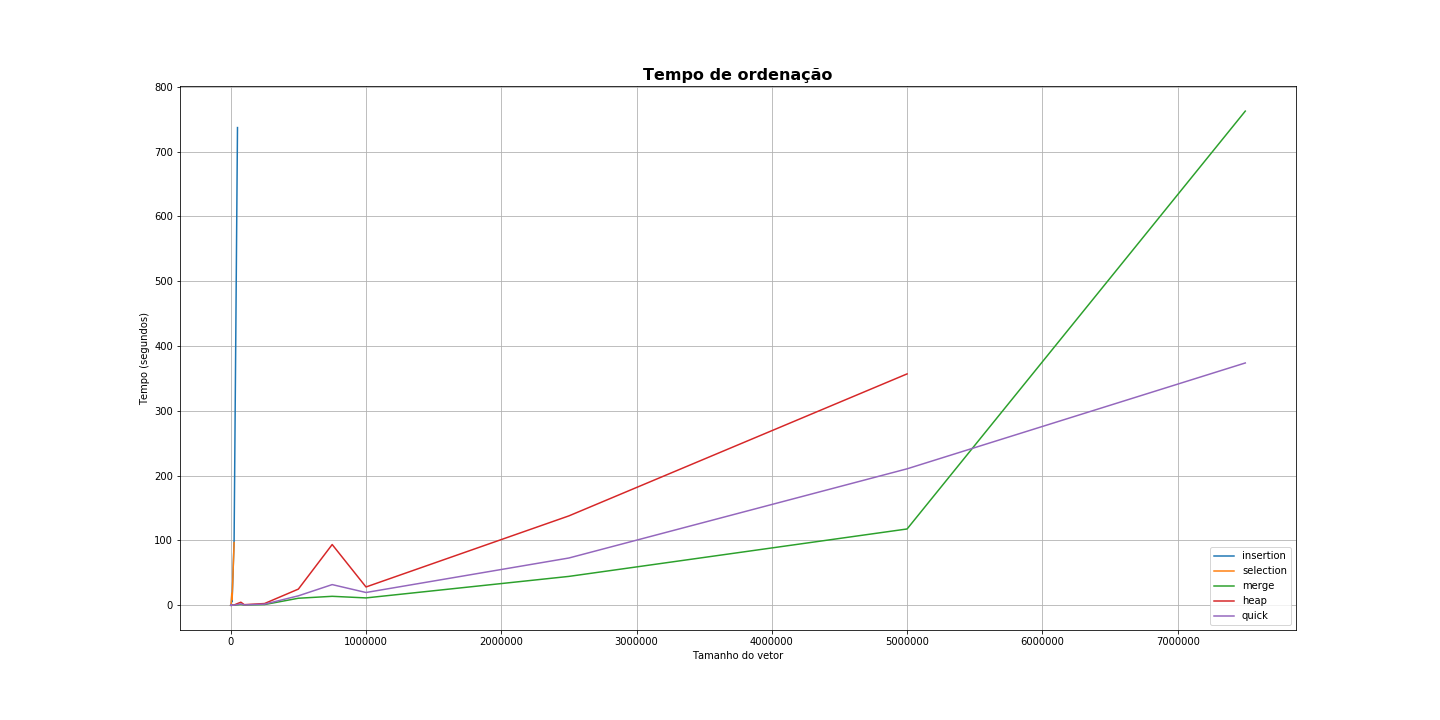 Tempo de ordenação
800
700
600
500
400
300
200
100
0
Tempo (segundos)
0 1000000 2000000 3000000 4000000 5000000 6000000 7000000
Tamanho do vetor
insertion
selection
merge
heap
quick